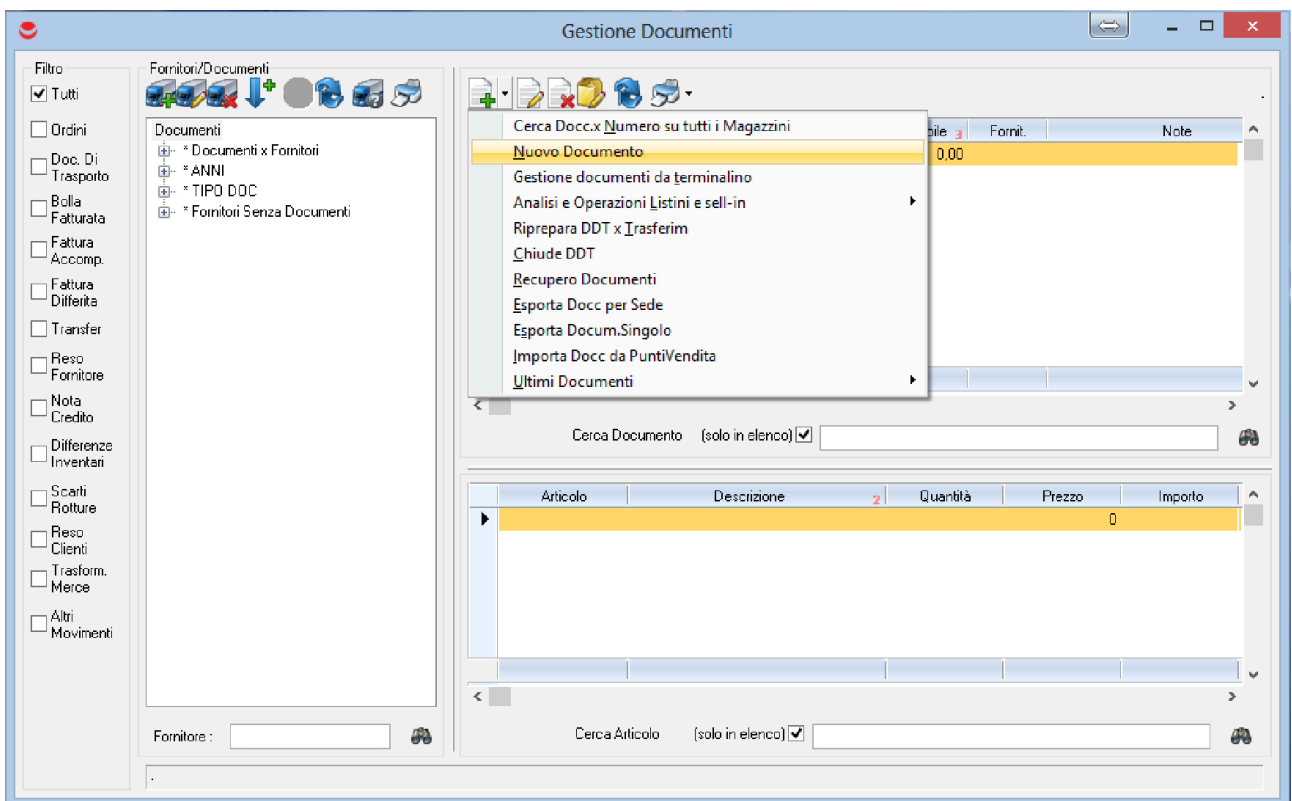 Gestione Documenti
Filtro
Tutti
Ordini
Doc. Di
Trasporto
Bolla
Fatturata
Fattura
Accomp.
Fattura
Differita
Transfer
Reso
Fornitore
Nota
Credito
Differenze
Inventari
Scarti
Rotture
Reso
Clienti
Trasform.
Merce
Altri
Movimenti
Fornitori/Documenti
Documenti
* Documenti x Fornitori
* ANNI
* TIPO DOC
* Fornitori Senza Documenti
Fornitore :
.
.
Cerca Docc.x Numero su tutti i Magazzini
Nuovo Documento
Gestione documenti da terminalino
Analisi e Operazioni Listini e sell-in
Riprepara DDT x Trasferim
Chiude DDT
Recupero Documenti
Esporta Docc per Sede
Esporta Docum.Singolo
Importa Docc da PuntiVendita
Ultimi Documenti
bile 3 Fornit. Note
0,00
Cerca Documento (solo in elenco)
Articolo Descrizione 2 Quantità Prezzo Importo
0
Cerca Articolo (solo in elenco)